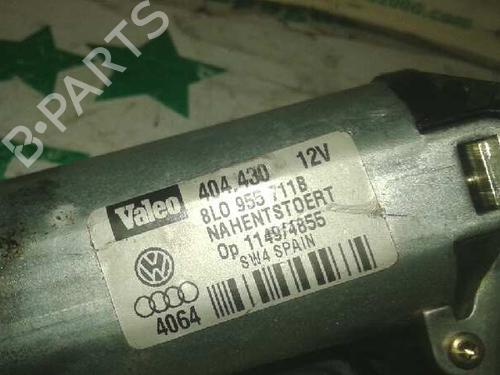 B-PARTS
Valeo 404.430 12V
8L0 955 711B
NAHENTSTOERT
Op 1149/4855
SW4 SPAIN
4064